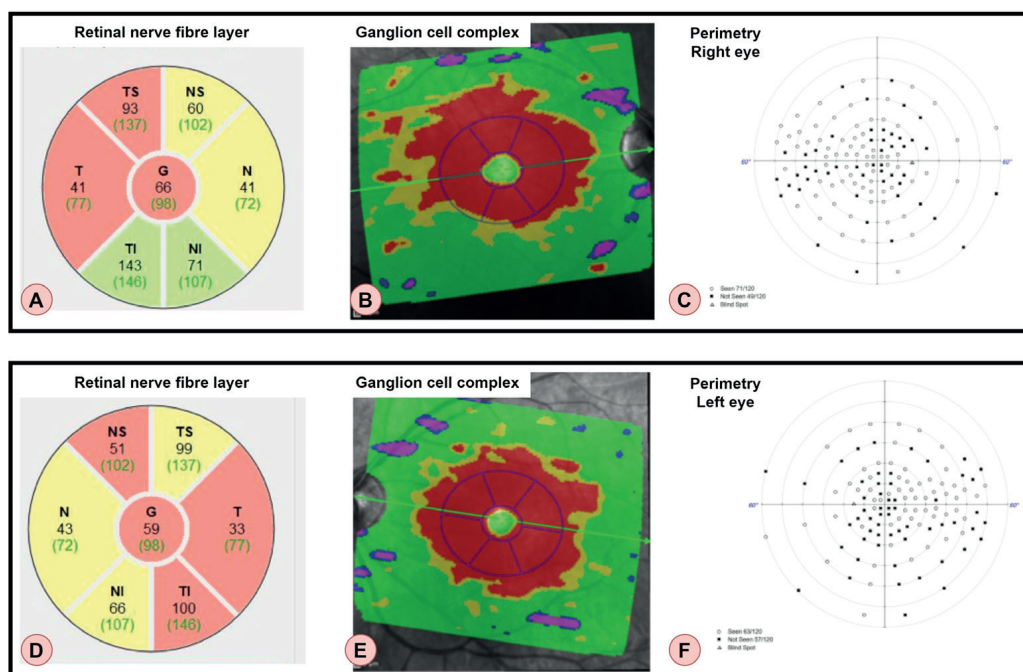 Retinal nerve fibre layer
TS
93
(137)
NS
60
(102)
T
41
(77)
G
66
(98)
N
41
(72)
TI
143
(146)
NI
71
(107)
A
Ganglion cell complex
B
Perimetry
Right eye
60°
60°
Seen 71/120
Not Seen 49/120
Blind Spot
C
Retinal nerve fibre layer
NS
51
(102)
TS
99
(137)
N
43
(72)
G
59
(98)
T
33
(77)
NI
66
(107)
TI
100
(146)
D
Ganglion cell complex
E
Perimetry
Left eye
60°
60°
Seen 63/120
Not Seen 57/120
Blind Spot
F